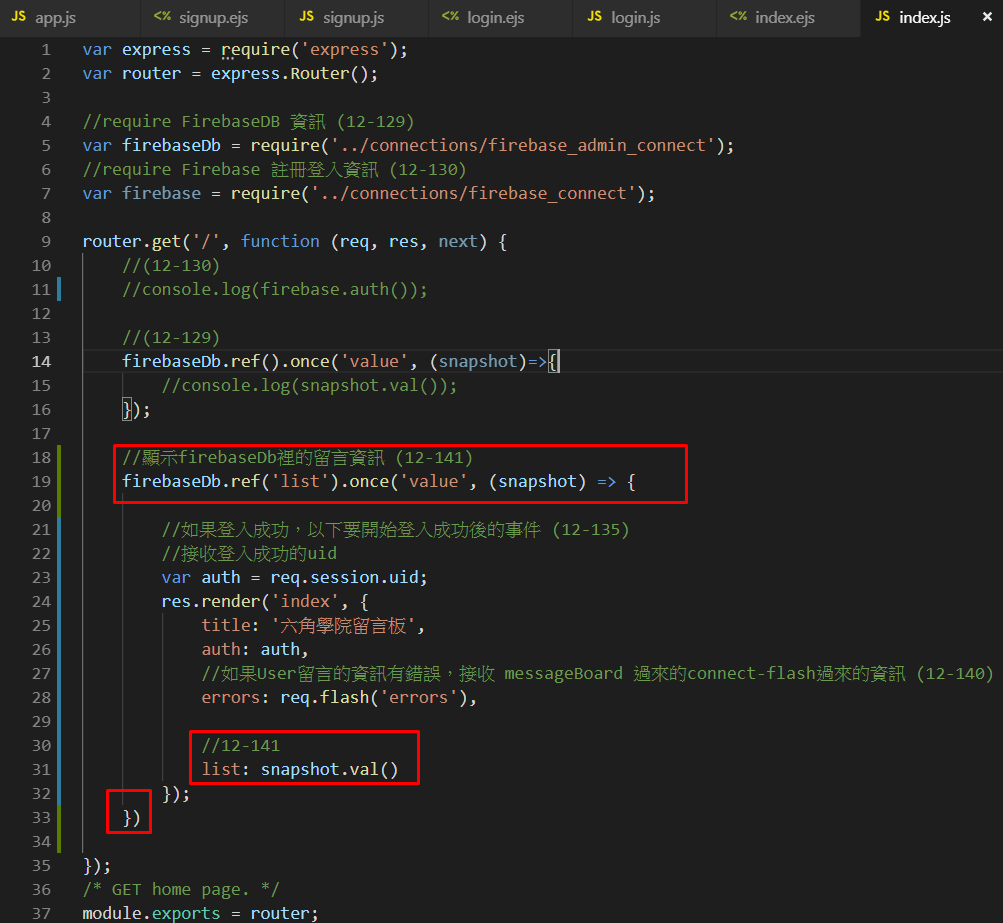 JS app.js <% signup.ejs JS signup.js <% login.ejs JS login.js <% index.ejs JS index.js ×
1 var express = require('express');
2 var router = express.Router();
3
4 //require FirebaseDB 資訊 (12-129)
5 var firebaseDb = require('../connections/firebase_admin_connect');
6 //require Firebase 註冊登入資訊 (12-130)
7 var firebase = require('../connections/firebase_connect');
8
9 router.get('/', function (req, res, next) {
10 //(12-130)
11 //console.log(firebase.auth());
12
13 //(12-129)
14 firebaseDb.ref().once('value', (snapshot)=>{
15 //console.log(snapshot.val());
16 });
17
18 //顯示firebaseDb裡的留言資訊 (12-141)
19 firebaseDb.ref('list').once('value', (snapshot) => {
20
21 //如果登入成功，以下要開始登入成功後的事件 (12-135)
22 //接收登入成功的uid
23 var auth = req.session.uid;
24 res.render('index', {
25 title: '六角學院留言板',
26 auth: auth,
27 //如果User留言的資訊有錯誤，接收 messageBoard 過來的connect-flash過來的資訊 (12-140)
28 errors: req.flash('errors'),
29
30 //12-141
31 list: snapshot.val()
32 });
33 })
34
35 });
36 /* GET home page. */
37 module.exports = router;